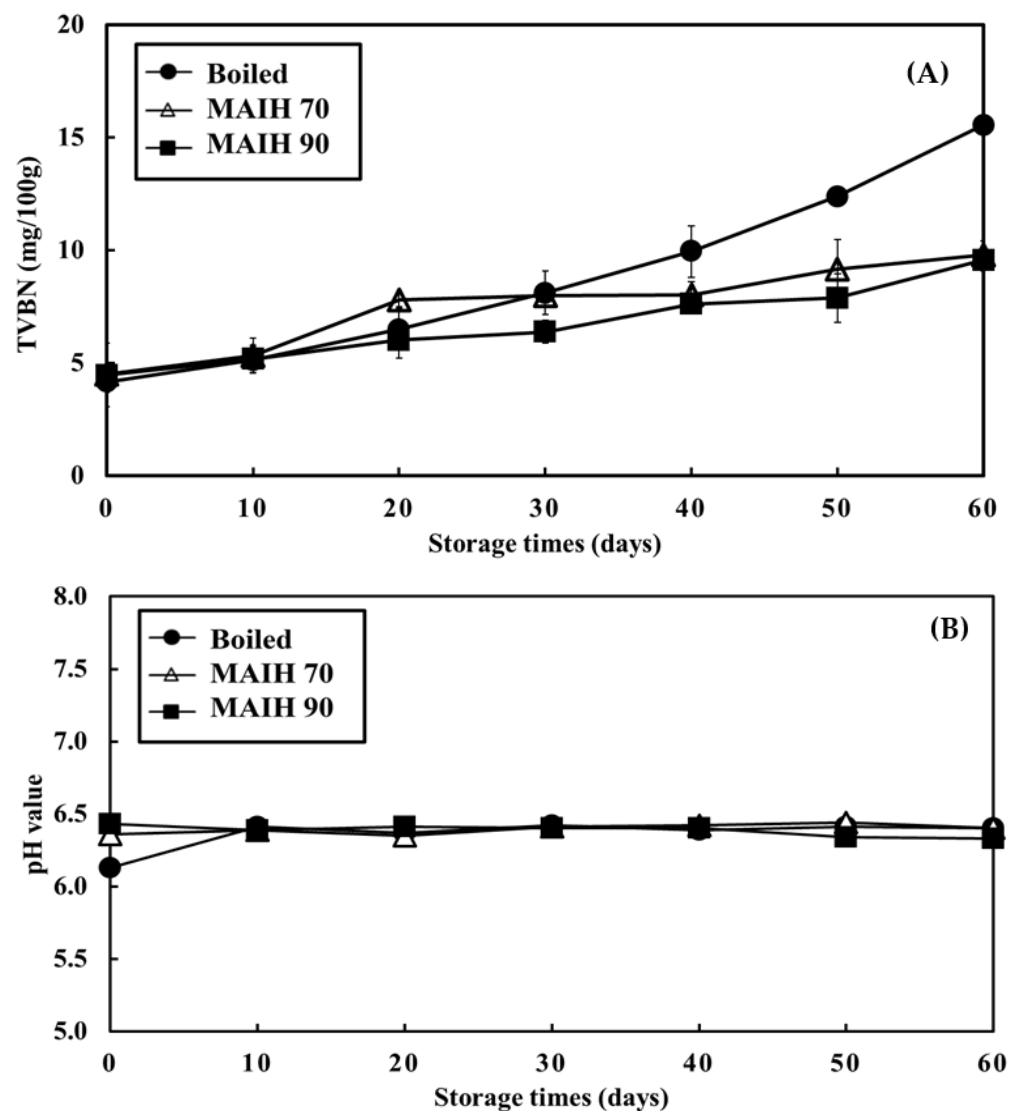 20
15
10
5
0
TVBN (mg/100g)
Boiled
MAIH 70
MAIH 90
(A)
0 10 20 30 40 50 60
Storage times (days)
8.0
7.5
7.0
6.5
6.0
5.5
5.0
pH value
Boiled
MAIH 70
MAIH 90
(B)
0 10 20 30 40 50 60
Storage times (days)